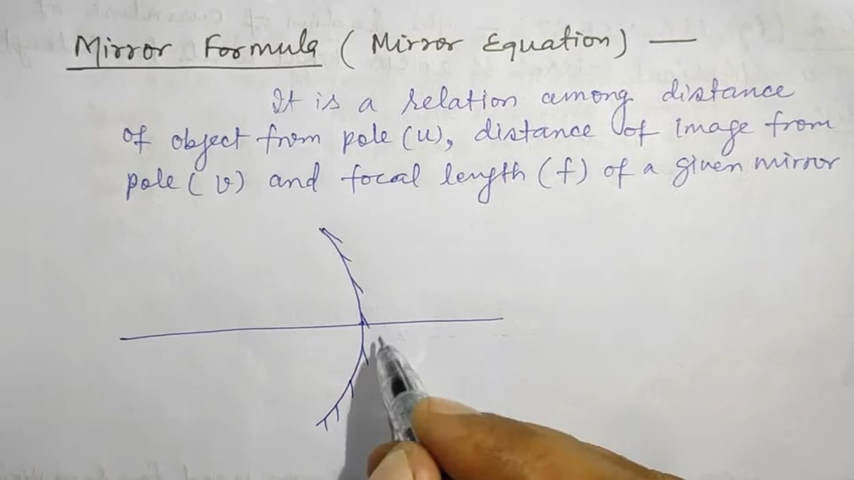 Mirror Formula (Mirror Equation) —
It is a relation among distance
of object from pole (u), distance of image from
pole (v) and focal length (f) of a given mirror